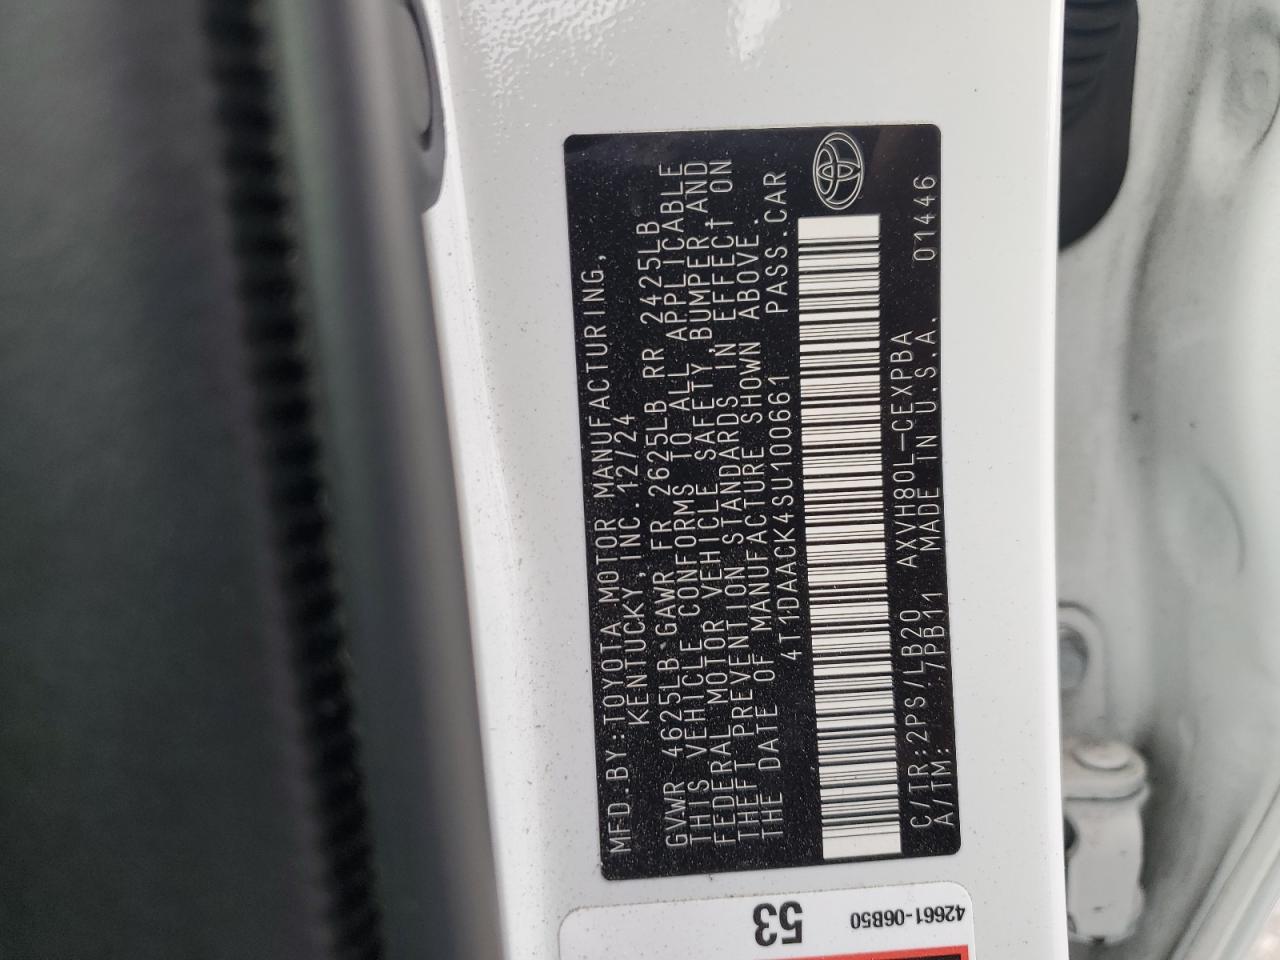 MFD.BY:TOYOTA MOTOR MANUFACTURING,
KENTUCKY,INC.12/24
GVWR 4625LB GAWR FR 2625LB RR 2425LB
THIS VEHICLE CONFORMS TO ALL APPLICABLE
FEDERAL MOTOR VEHICLE SAFETY,BUMPER,AND
THEFT PREVENTION STANDARDS IN EFFECT ON
THE DATE OF MANUFACTURE SHOWN ABOVE.
4T1DAACK4SU100661 PASS.CAR
C/TR:2PS/LB20 AXVH80L-CEXPBA
A/TM: /PB11 MADE IN U.S.A. 01446
53
42661-06B50